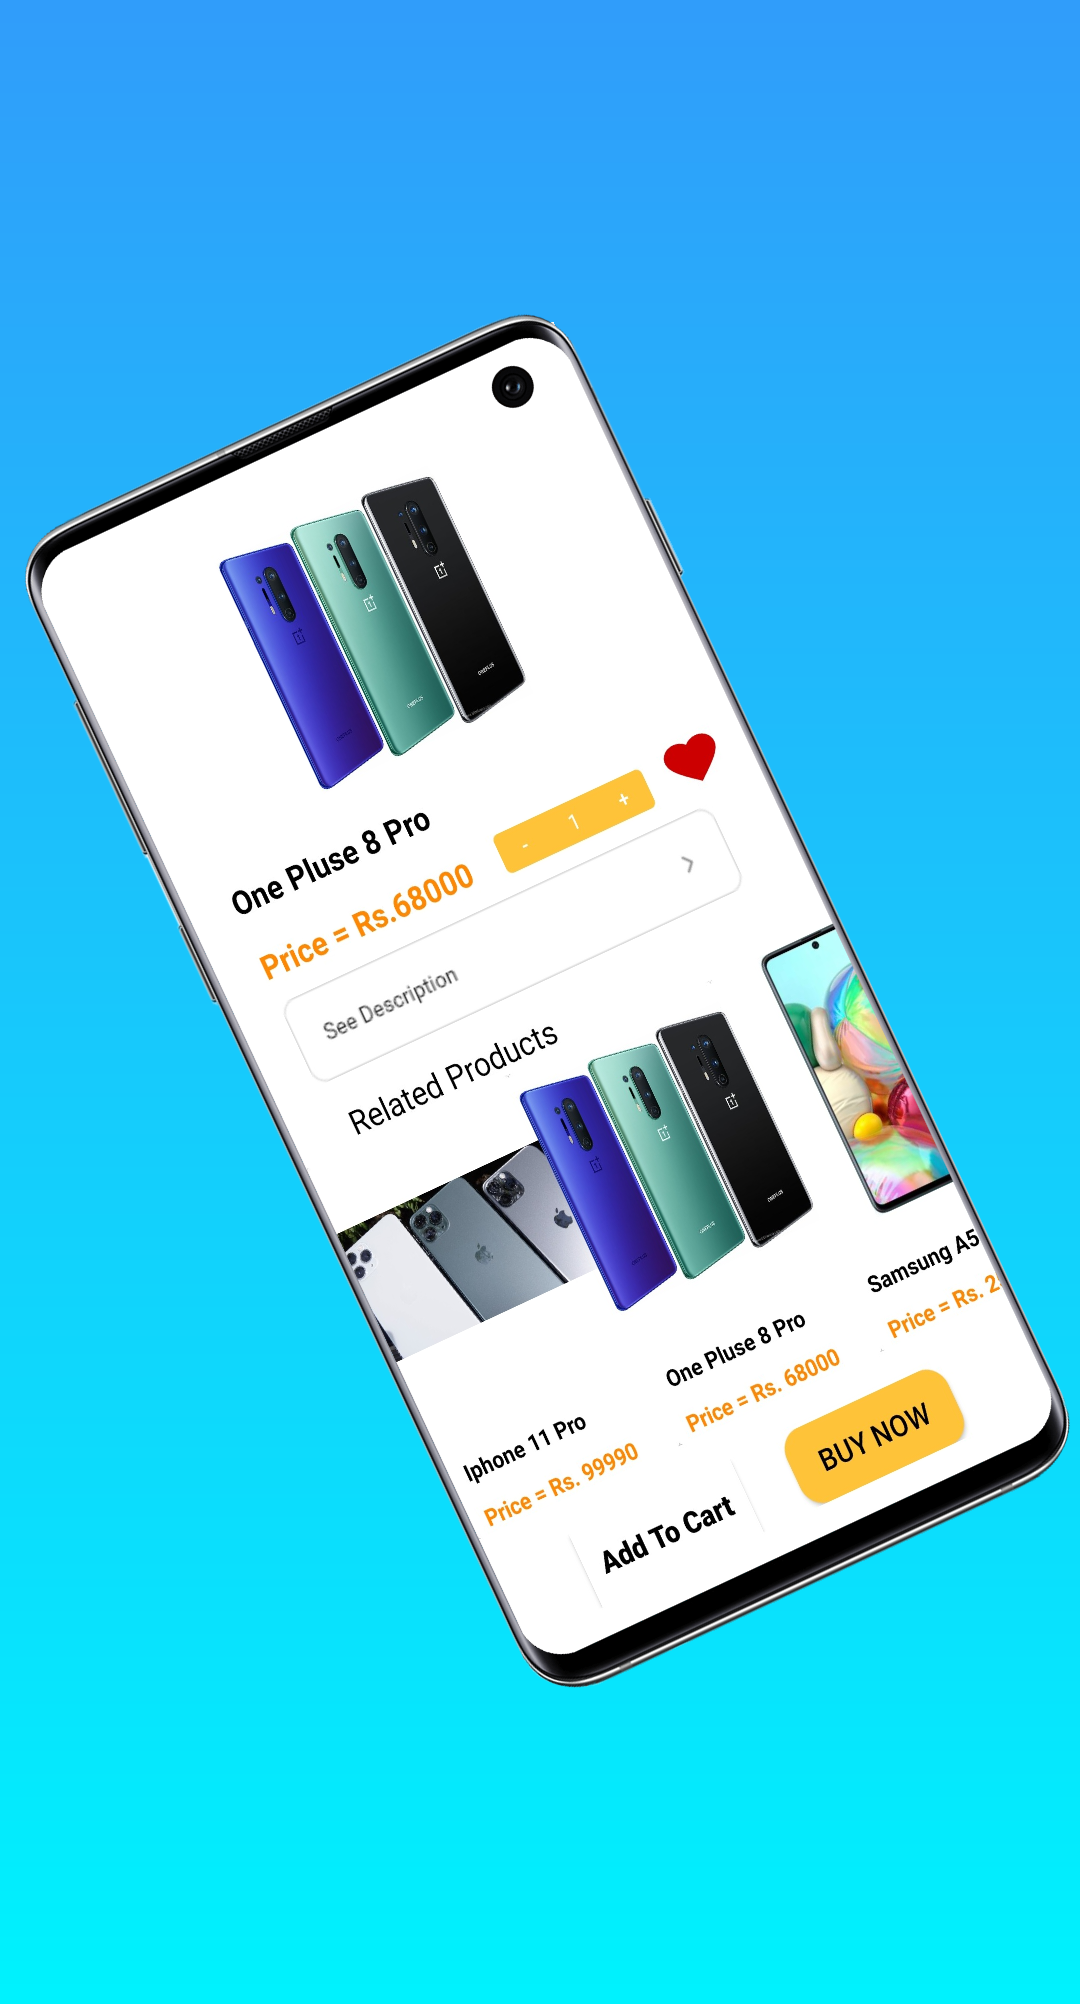 One Pluse 8 Pro
Price = Rs.68000
- 1 +
See Description
Related Products
Iphone 11 Pro
Price = Rs. 99990
One Pluse 8 Pro
Price = Rs. 68000
Samsung A5
Price = Rs. 2
Add To Cart
BUY NOW